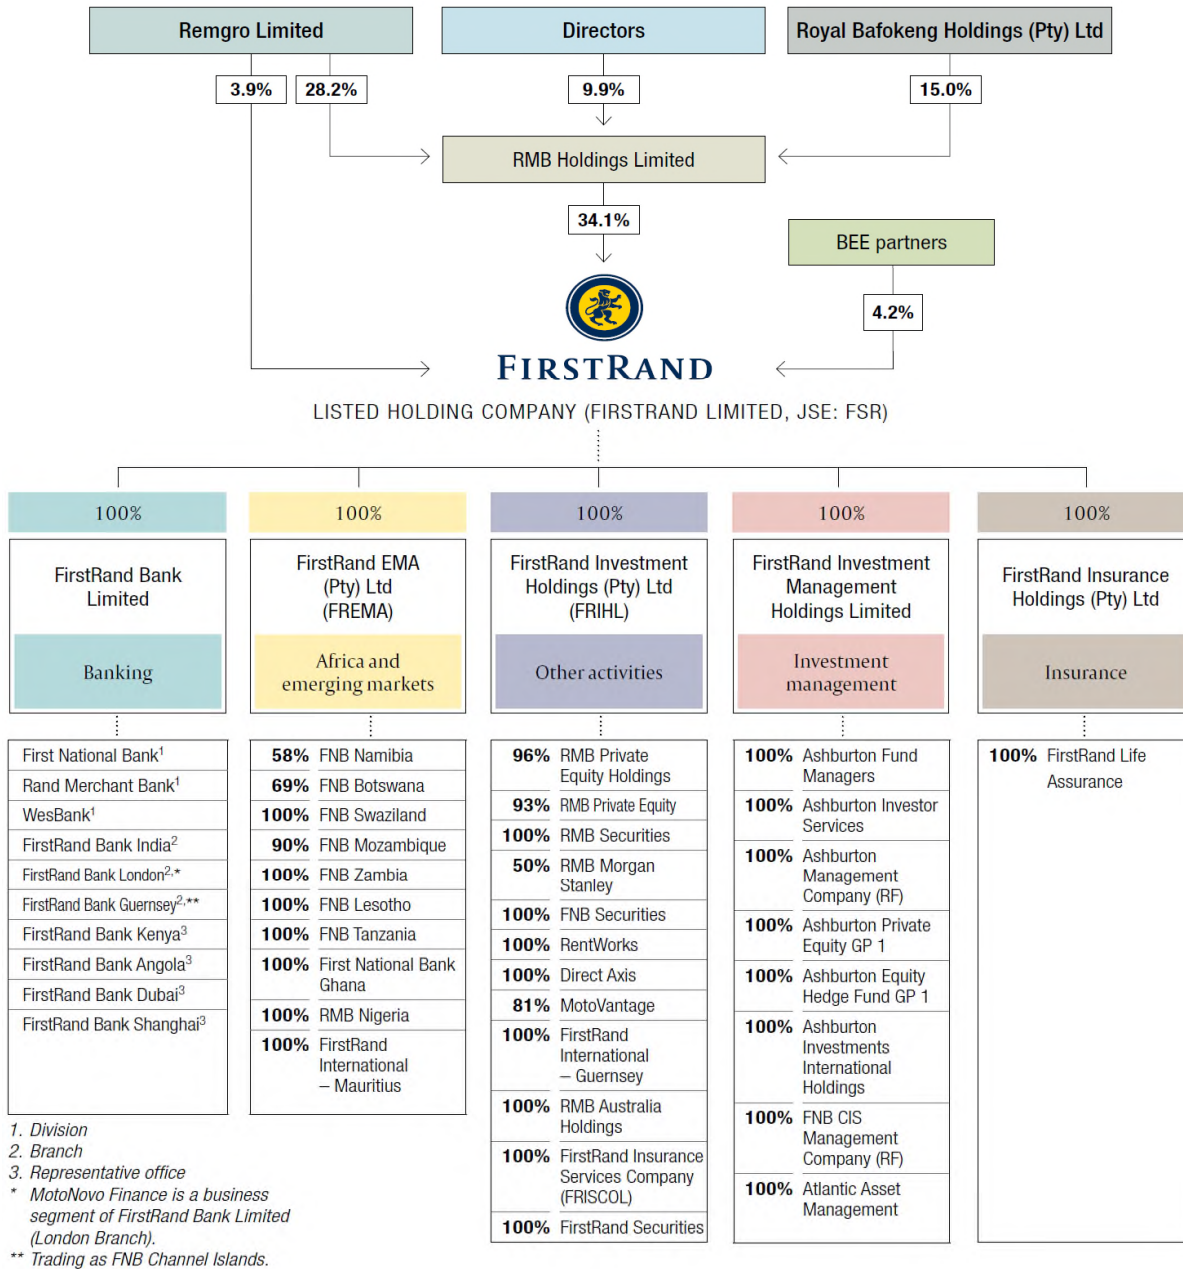 Remgro Limited
Directors
Royal Bafokeng Holdings (Pty) Ltd
3.9%
28.2%
9.9%
15.0%
RMB Holdings Limited
34.1%
BEE partners
4.2%
FIRSTRAND
LISTED HOLDING COMPANY (FIRSTRAND LIMITED, JSE: FSR)
100%
100%
100%
100%
100%
FirstRand Bank
Limited
Banking
FirstRand EMA
(Pty) Ltd
(FREMA)
Africa and
emerging markets
FirstRand Investment
Holdings (Pty) Ltd
(FRIHL)
Other activities
FirstRand Investment
Management
Holdings Limited
Investment
management
FirstRand Insurance
Holdings (Pty) Ltd
Insurance
First National Bank¹
Rand Merchant Bank¹
WesBank¹
FirstRand Bank India²
FirstRand Bank London²,*
FirstRand Bank Guernsey²,**
FirstRand Bank Kenya³
FirstRand Bank Angola³
FirstRand Bank Dubai³
FirstRand Bank Shanghai³
58% FNB Namibia
69% FNB Botswana
100% FNB Swaziland
90% FNB Mozambique
100% FNB Zambia
100% FNB Lesotho
100% FNB Tanzania
100% First National Bank
Ghana
100% RMB Nigeria
100% FirstRand
International
– Mauritius
96% RMB Private
Equity Holdings
93% RMB Private Equity
100% RMB Securities
50% RMB Morgan
Stanley
100% FNB Securities
100% RentWorks
100% Direct Axis
81% MotoVantage
100% FirstRand
International
– Guernsey
100% RMB Australia
Holdings
100% FirstRand Insurance
Services Company
(FRISCOL)
100% FirstRand Securities
100% Ashburton Fund
Managers
100% Ashburton Investor
Services
100% Ashburton
Management
Company (RF)
100% Ashburton Private
Equity GP 1
100% Ashburton Equity
Hedge Fund GP 1
100% Ashburton
Investments
International
Holdings
100% FNB CIS
Management
Company (RF)
100% Atlantic Asset
Management
100% FirstRand Life
Assurance
1. Division
2. Branch
3. Representative office
* MotoNovo Finance is a business
segment of FirstRand Bank Limited
(London Branch).
** Trading as FNB Channel Islands.